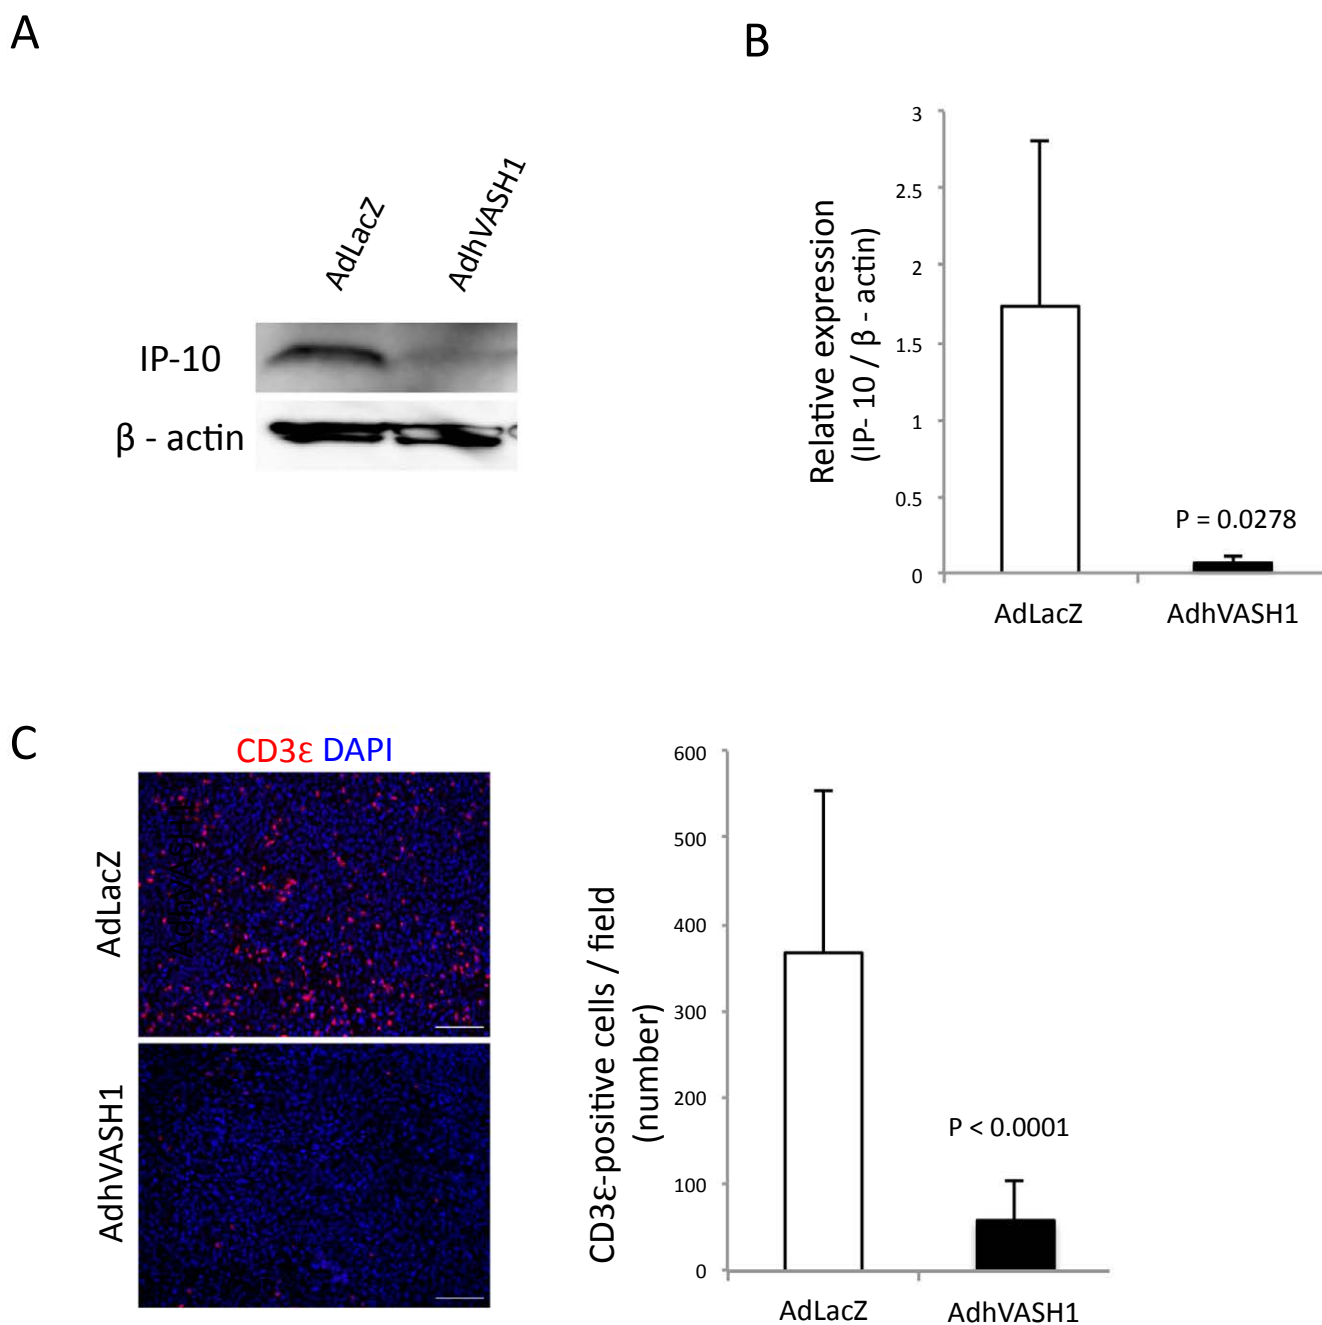 A
AdLacZ
AdhVASH1
IP-10
β - actin
B
Relative expression
(IP- 10 / β - actin)
3
2.5
2
1.5
1
0.5
0
P = 0.0278
AdLacZ
AdhVASH1
C
CD3ε DAPI
AdLacZ
AdhVASH1
AdhVASH1
CD3ε-positive cells / field
(number)
600
500
400
300
200
100
0
P < 0.0001
AdLacZ
AdhVASH1